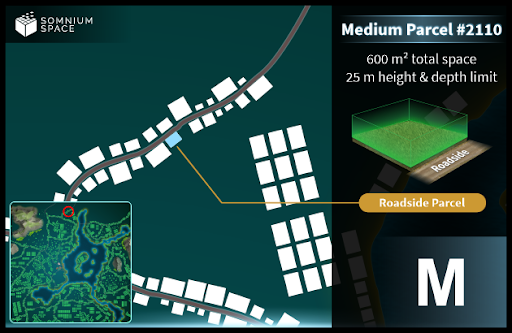 SOMNIUM
SPACE
Medium Parcel #2110
600 m² total space
25 m height & depth limit
Roadside
Roadside Parcel
M